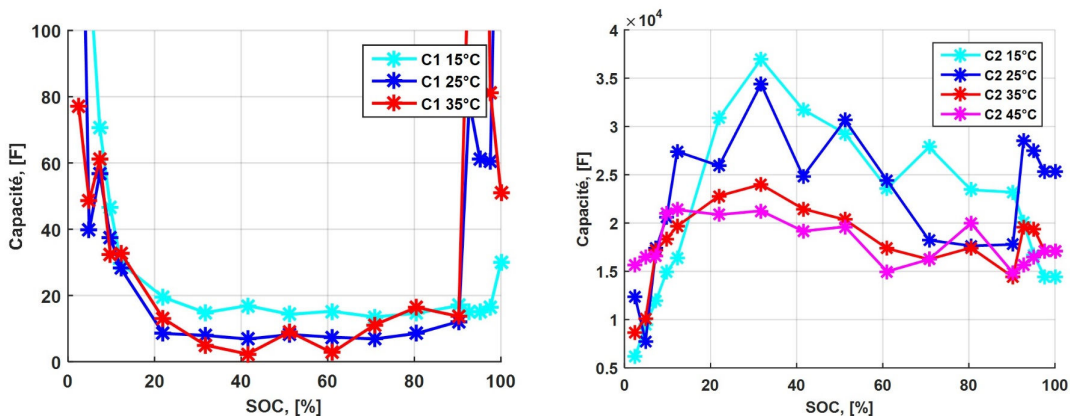 100
80
60
40
20
0
Capacité, [F]
0 20 40 60 80 100
SOC, [%]
C1 15°C
C1 25°C
C1 35°C
×10⁴
4
3.5
3
2.5
2
1.5
1
0.5
Capacité, [F]
0 20 40 60 80 100
SOC, [%]
C2 15°C
C2 25°C
C2 35°C
C2 45°C